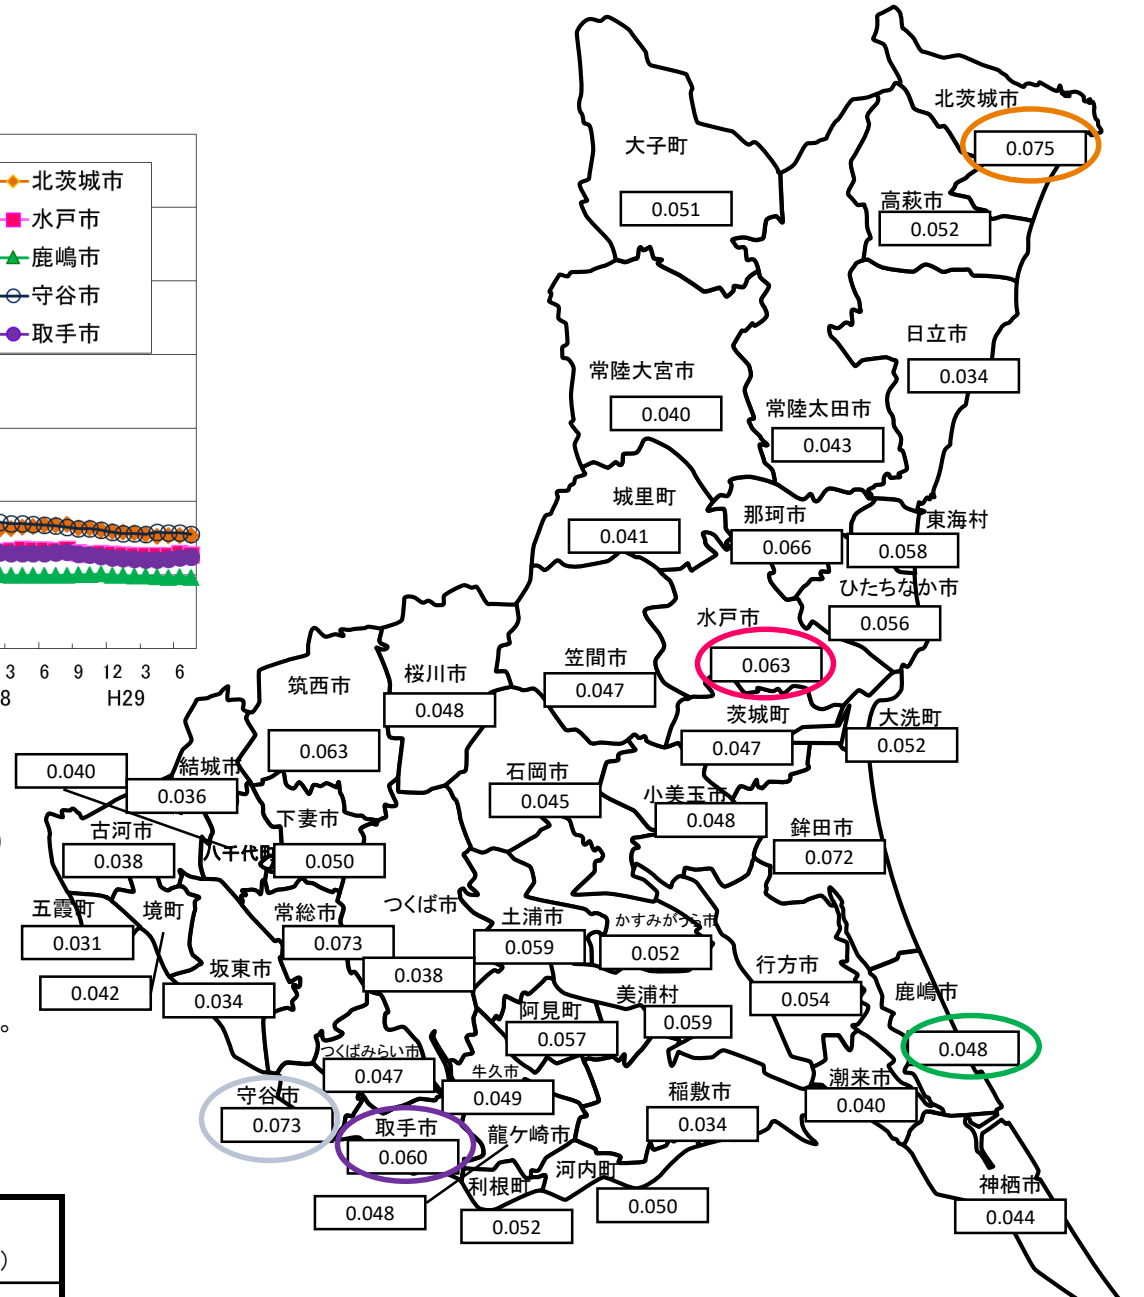 北茨城市
0.075
大子町
0.051
高萩市
0.052
北茨城市
水戸市
鹿嶋市
守谷市
取手市
日立市
0.034
常陸大宮市
0.040
常陸太田市
0.043
城里町
0.041
那珂市
0.066
東海村
0.058
ひたちなか市
0.056
水戸市
0.063
笠間市
0.047
3 6 9 12 3 6
8 H29
筑西市
0.063
桜川市
0.048
茨城町
0.047
大洗町
0.052
0.040
結城市
0.036
石岡市
0.045
小美玉市
0.048
下妻市
0.050
古河市
0.038
八千代町
鉾田市
0.072
五霞町
0.031
境町
0.042
常総市
0.073
つくば市
0.038
土浦市
0.059
かすみがうら市
0.052
坂東市
0.034
行方市
0.054
鹿嶋市
0.048
美浦村
0.059
阿見町
0.057
。
つくばみらい市
0.047
牛久市
0.049
潮来市
0.040
守谷市
0.073
取手市
0.060
稲敷市
0.034
龍ケ崎市
0.048
河内町
0.050
利根町
0.052
神栖市
0.044
)
)